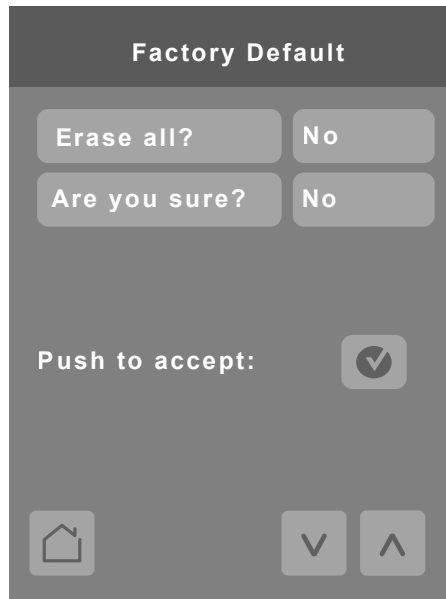 Factory Default
Erase all? No
Are you sure? No
Push to accept: